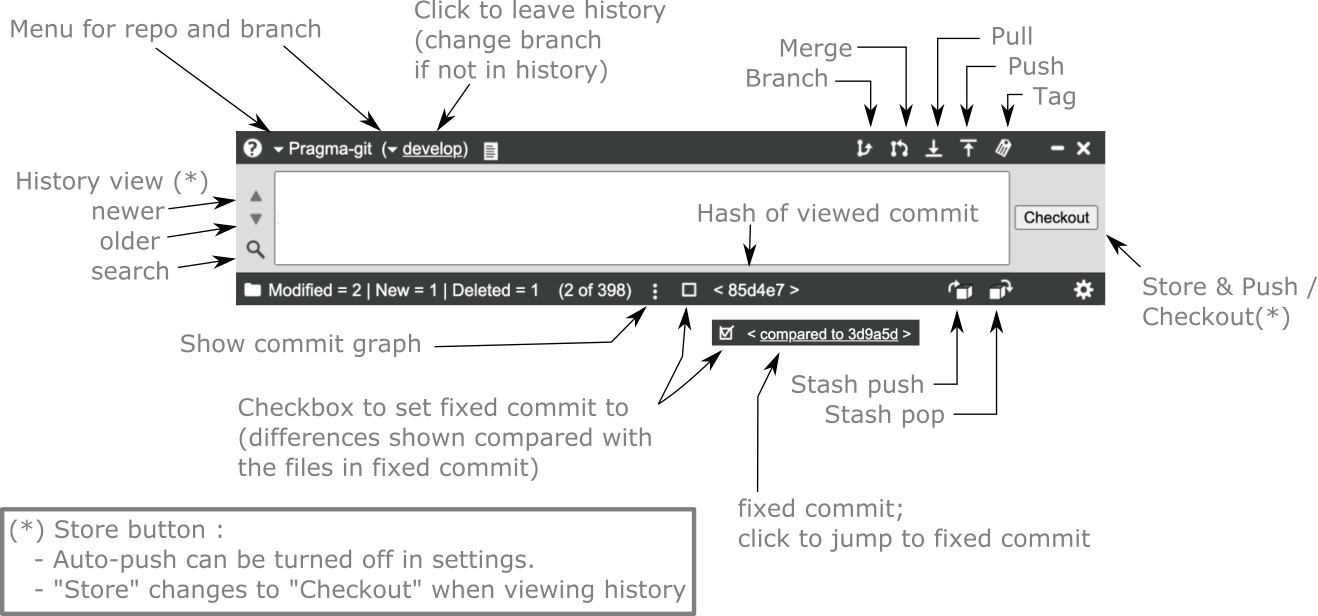 Menu for repo and branch
Click to leave history
(change branch
if not in history)
Merge
Branch
Pull
Push
Tag
? Pragma-git (develop)
History view (*)
newer
older
search
Hash of viewed commit
Checkout
Modified = 2 | New = 1 | Deleted = 1 (2 of 398) < 85d4e7 >
Store & Push /
Checkout(*)
Show commit graph
< compared to 3d9a5d >
Stash push
Stash pop
Checkbox to set fixed commit to
(differences shown compared with
the files in fixed commit)
fixed commit;
click to jump to fixed commit
(*) Store button :
- Auto-push can be turned off in settings.
- "Store" changes to "Checkout" when viewing history